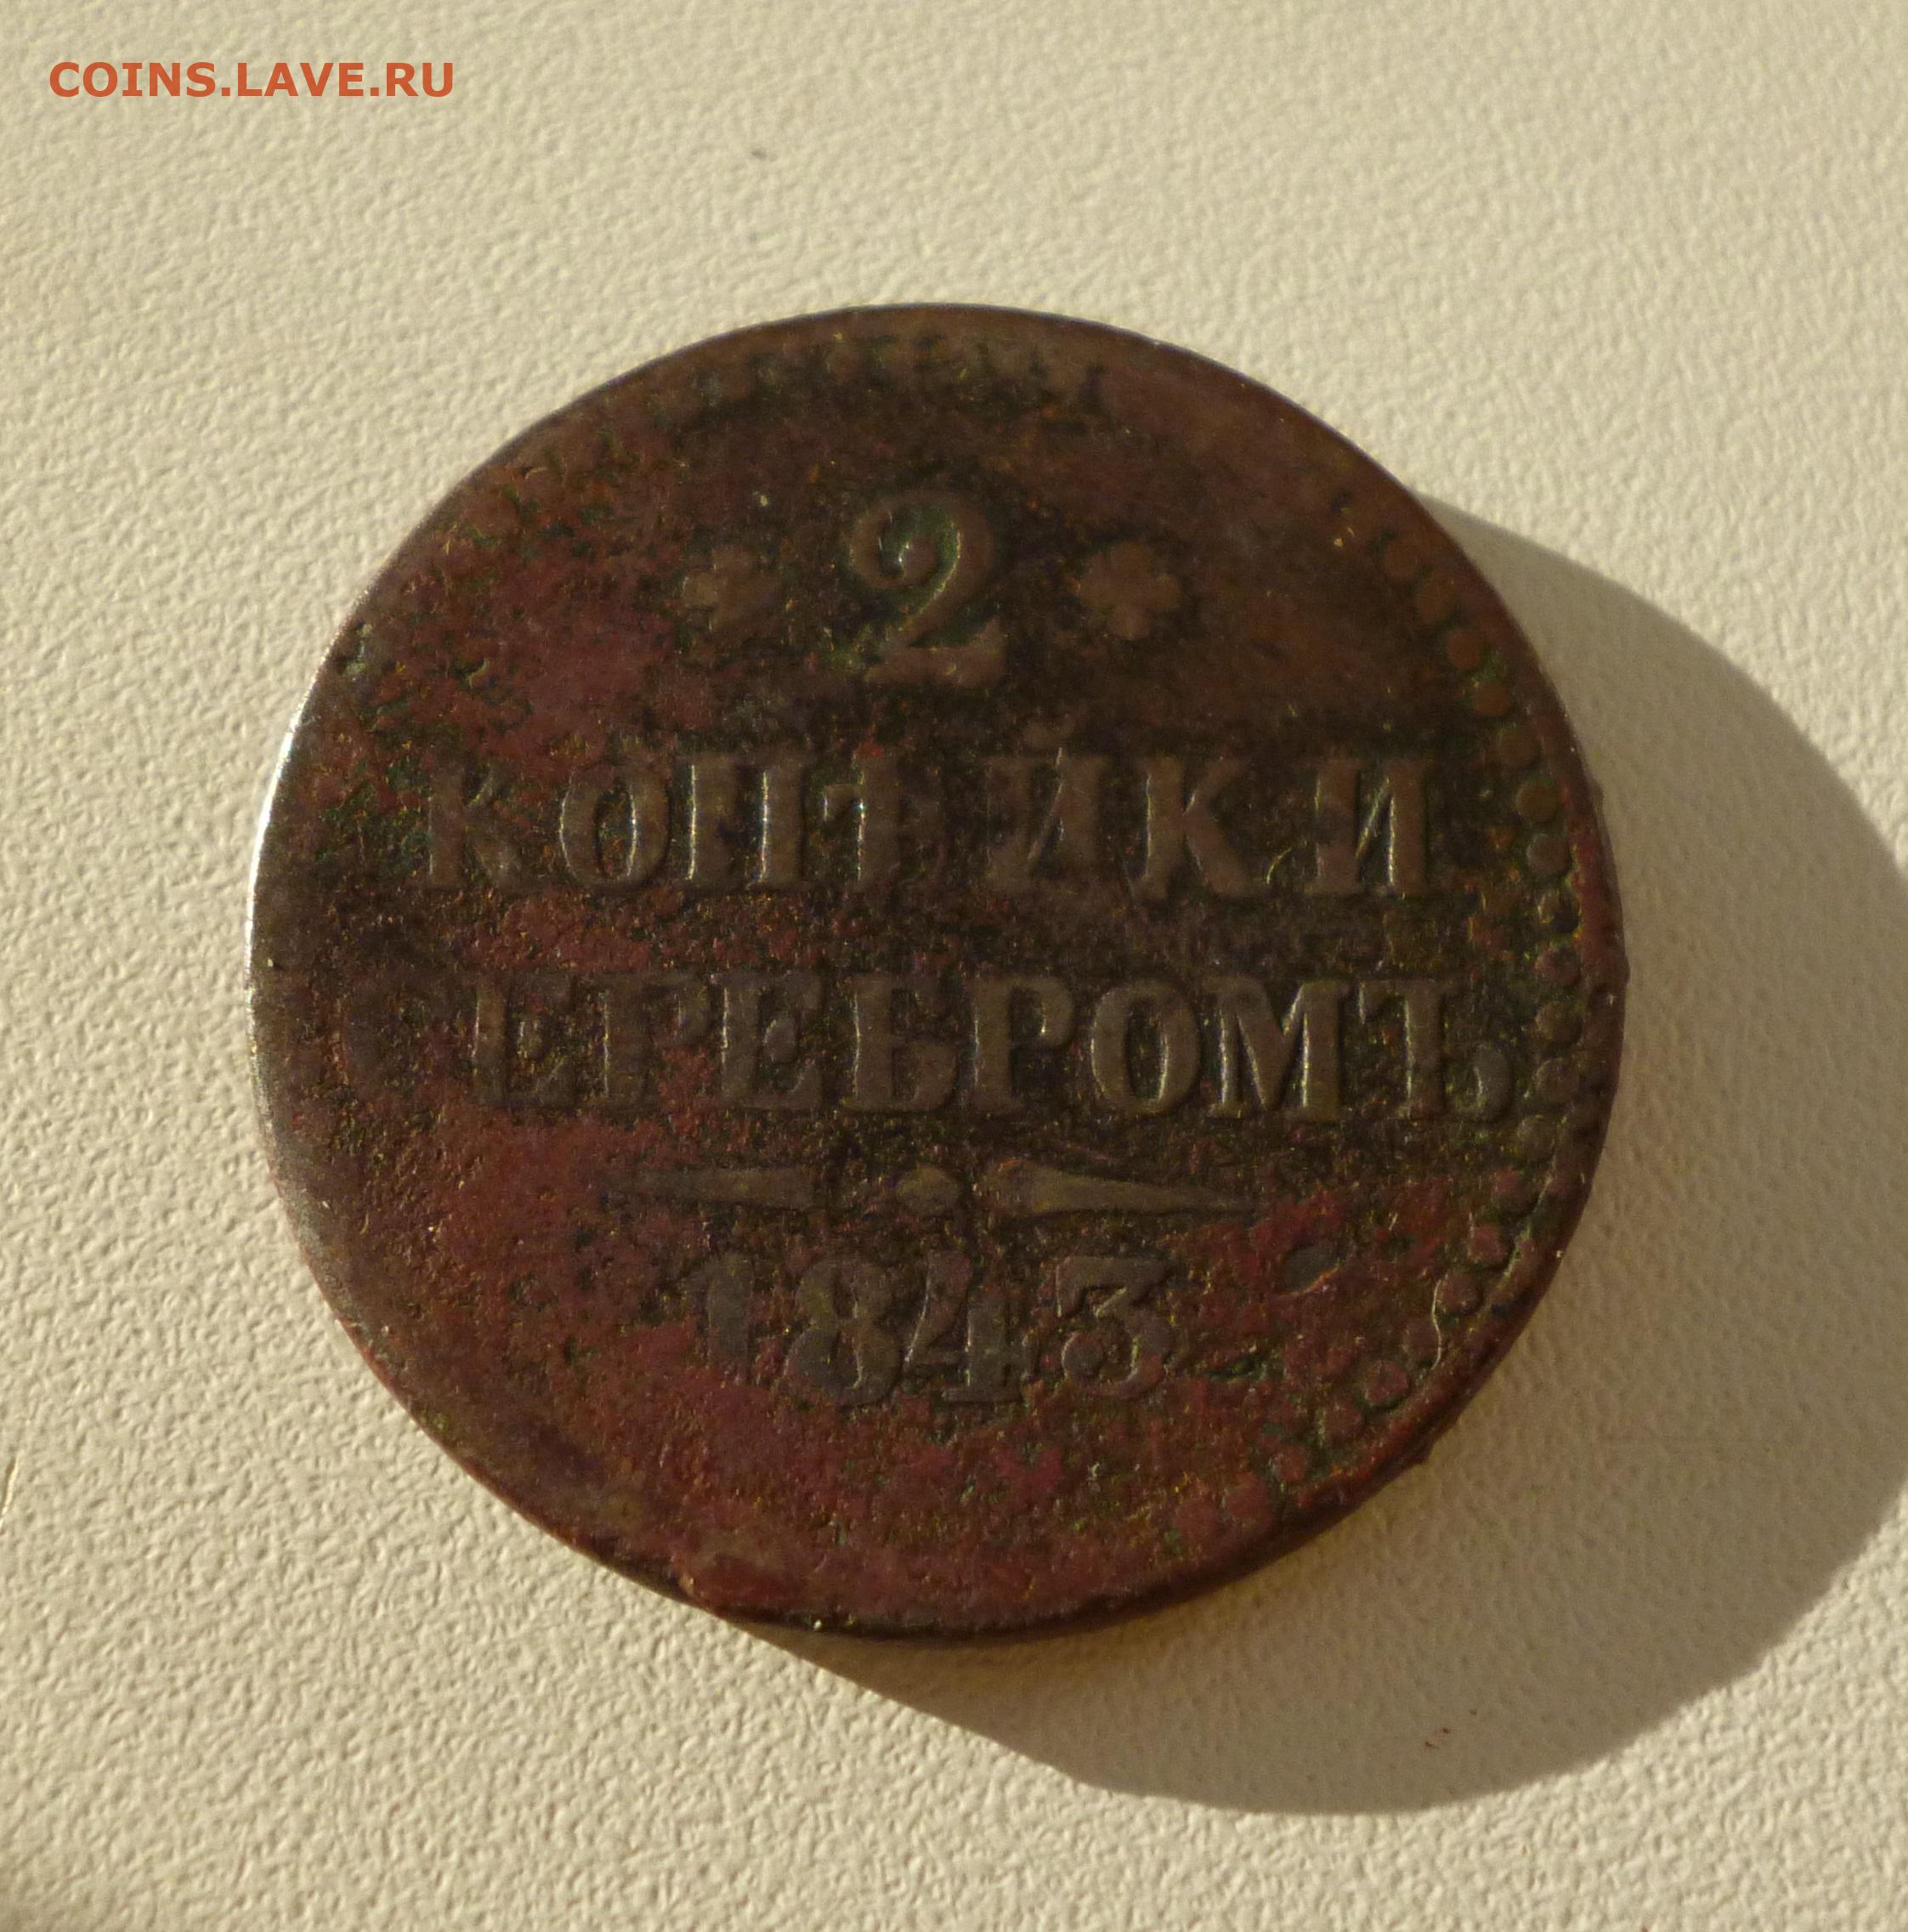 COINS.LAVE.RU
2
КОПѢЙКИ
СЕРЕБРОМЪ.
1843